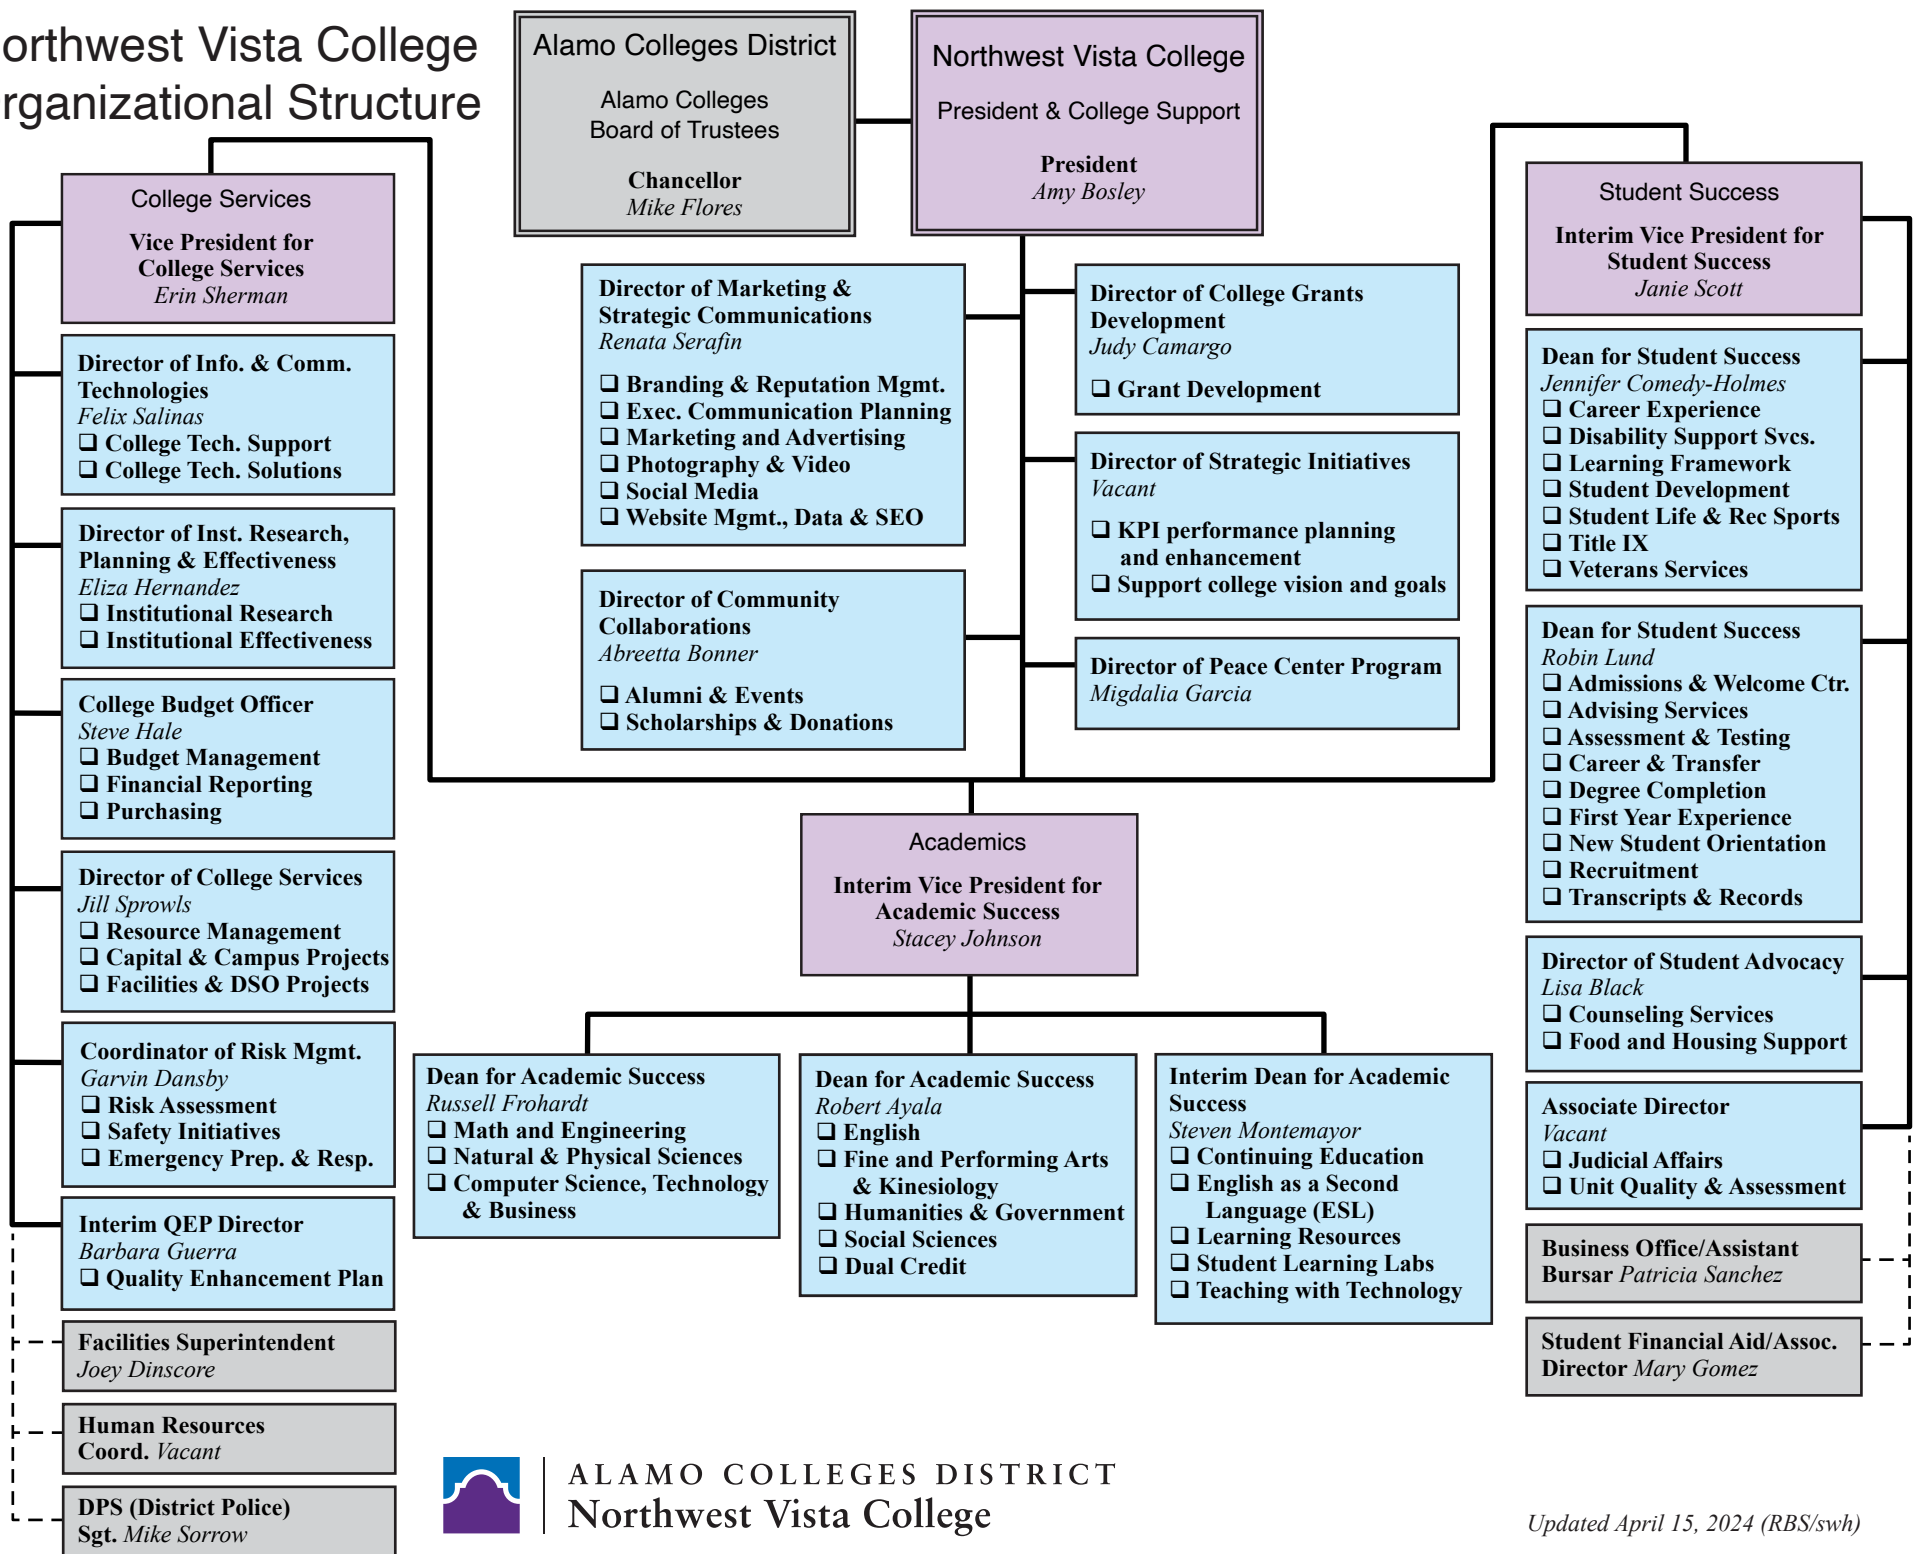 orthwest Vista College
rganizational Structure
Alamo Colleges District
Alamo Colleges
Board of Trustees
Chancellor
Mike Flores
Northwest Vista College
President & College Support
President
Amy Bosley
College Services
Vice President for
College Services
Erin Sherman
Director of Info. & Comm.
Technologies
Felix Salinas
❑ College Tech. Support
❑ College Tech. Solutions
Director of Inst. Research,
Planning & Effectiveness
Eliza Hernandez
❑ Institutional Research
❑ Institutional Effectiveness
College Budget Officer
Steve Hale
❑ Budget Management
❑ Financial Reporting
❑ Purchasing
Director of College Services
Jill Sprowls
❑ Resource Management
❑ Capital & Campus Projects
❑ Facilities & DSO Projects
Coordinator of Risk Mgmt.
Garvin Dansby
❑ Risk Assessment
❑ Safety Initiatives
❑ Emergency Prep. & Resp.
Interim QEP Director
Barbara Guerra
❑ Quality Enhancement Plan
Facilities Superintendent
Joey Dinscore
Human Resources
Coord. Vacant
DPS (District Police)
Sgt. Mike Sorrow
Director of Marketing &
Strategic Communications
Renata Serafin
❑ Branding & Reputation Mgmt.
❑ Exec. Communication Planning
❑ Marketing and Advertising
❑ Photography & Video
❑ Social Media
❑ Website Mgmt., Data & SEO
Director of Community
Collaborations
Abreetta Bonner
❑ Alumni & Events
❑ Scholarships & Donations
Director of College Grants
Development
Judy Camargo
❑ Grant Development
Director of Strategic Initiatives
Vacant
❑ KPI performance planning
and enhancement
❑ Support college vision and goals
Director of Peace Center Program
Migdalia Garcia
Academics
Interim Vice President for
Academic Success
Stacey Johnson
Dean for Academic Success
Russell Frohardt
❑ Math and Engineering
❑ Natural & Physical Sciences
❑ Computer Science, Technology
& Business
Dean for Academic Success
Robert Ayala
❑ English
❑ Fine and Performing Arts
& Kinesiology
❑ Humanities & Government
❑ Social Sciences
❑ Dual Credit
Interim Dean for Academic
Success
Steven Montemayor
❑ Continuing Education
❑ English as a Second
Language (ESL)
❑ Learning Resources
❑ Student Learning Labs
❑ Teaching with Technology
Student Success
Interim Vice President for
Student Success
Janie Scott
Dean for Student Success
Jennifer Comedy-Holmes
❑ Career Experience
❑ Disability Support Svcs.
❑ Learning Framework
❑ Student Development
❑ Student Life & Rec Sports
❑ Title IX
❑ Veterans Services
Dean for Student Success
Robin Lund
❑ Admissions & Welcome Ctr.
❑ Advising Services
❑ Assessment & Testing
❑ Career & Transfer
❑ Degree Completion
❑ First Year Experience
❑ New Student Orientation
❑ Recruitment
❑ Transcripts & Records
Director of Student Advocacy
Lisa Black
❑ Counseling Services
❑ Food and Housing Support
Associate Director
Vacant
❑ Judicial Affairs
❑ Unit Quality & Assessment
Business Office/Assistant
Bursar Patricia Sanchez
Student Financial Aid/Assoc.
Director Mary Gomez
ALAMO COLLEGES DISTRICT
Northwest Vista College
Updated April 15, 2024 (RBS/swh)